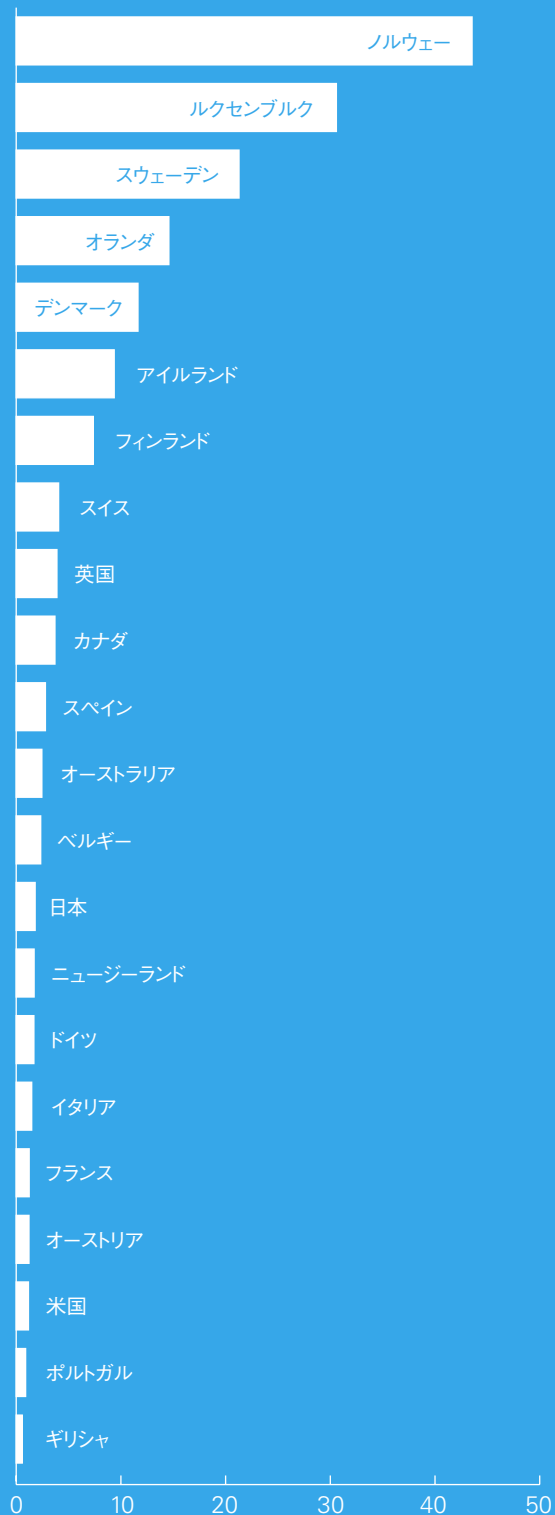 ノルウェー
ルクセンブルク
スウェーデン
オランダ
デンマーク
アイルランド
フィンランド
スイス
英国
カナダ
スペイン
オーストラリア
ベルギー
日本
ニュージーランド
ドイツ
イタリア
フランス
オーストリア
米国
ポルトガル
ギリシャ
0 10 20 30 40 50